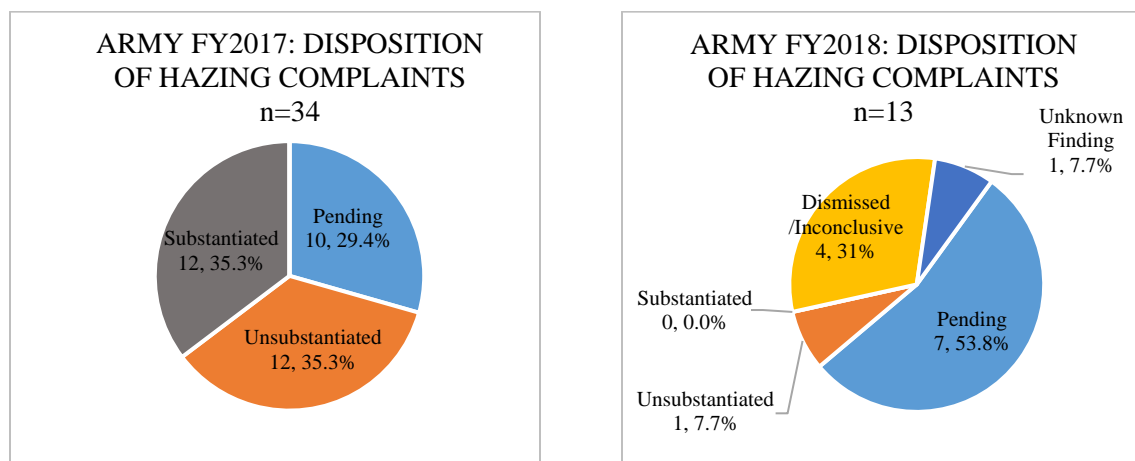 ARMY FY2017: DISPOSITION
OF HAZING COMPLAINTS
n=34
Pending
10, 29.4%
Substantiated
12, 35.3%
Unsubstantiated
12, 35.3%
ARMY FY2018: DISPOSITION
OF HAZING COMPLAINTS
n=13
Unknown
Finding
1, 7.7%
Dismissed
/Inconclusive
4, 31%
Substantiated
0, 0.0%
Pending
7, 53.8%
Unsubstantiated
1, 7.7%